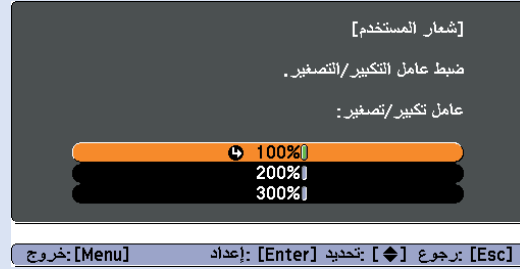 [شعار المستخدم]
ضبط عامل التكبير/التصغير.
عامل تكبير/تصغير:
100%
200%
300%
[Esc] :رجوع [◆] :تحديد [Enter] :إعداد [Menu] :خروج